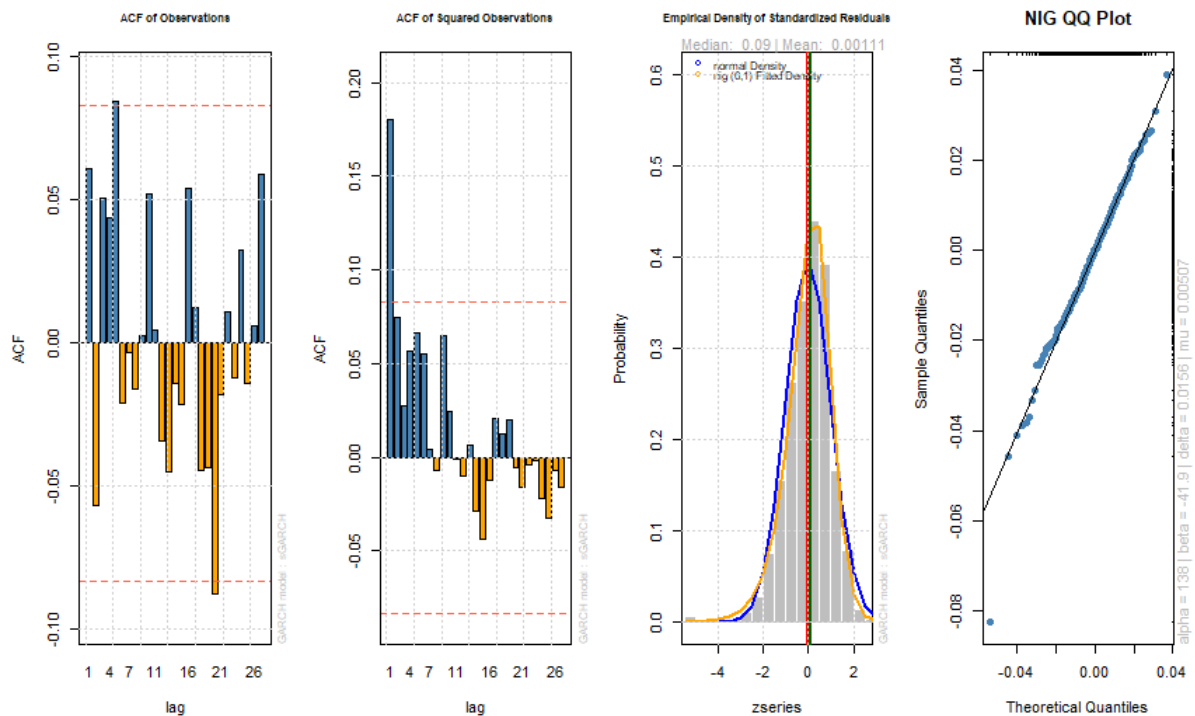 ACF of Observations
ACF
0.10
0.05
0.00
-0.05
-0.10
1 4 7 11 16 21 26
lag
GARCH model : sGARCH
ACF of Squared Observations
ACF
0.20
0.15
0.10
0.05
0.00
-0.05
1 4 7 11 16 21 26
lag
GARCH model : sGARCH
Empirical Density of Standardized Residuals
Median: 0.09 | Mean: 0.00111
normal Density
nig (0,1) Fitted Density
Probability
0.6
0.5
0.4
0.3
0.2
0.1
0.0
-4 -2 0 2
zseries
GARCH model : sGARCH
NIG QQ Plot
Sample Quantiles
0.04
0.02
0.00
-0.02
-0.04
-0.06
-0.08
-0.04 0.00 0.04
Theoretical Quantiles
alpha = 138 | beta = -41.9 | delta = 0.0156 | mu = 0.00507